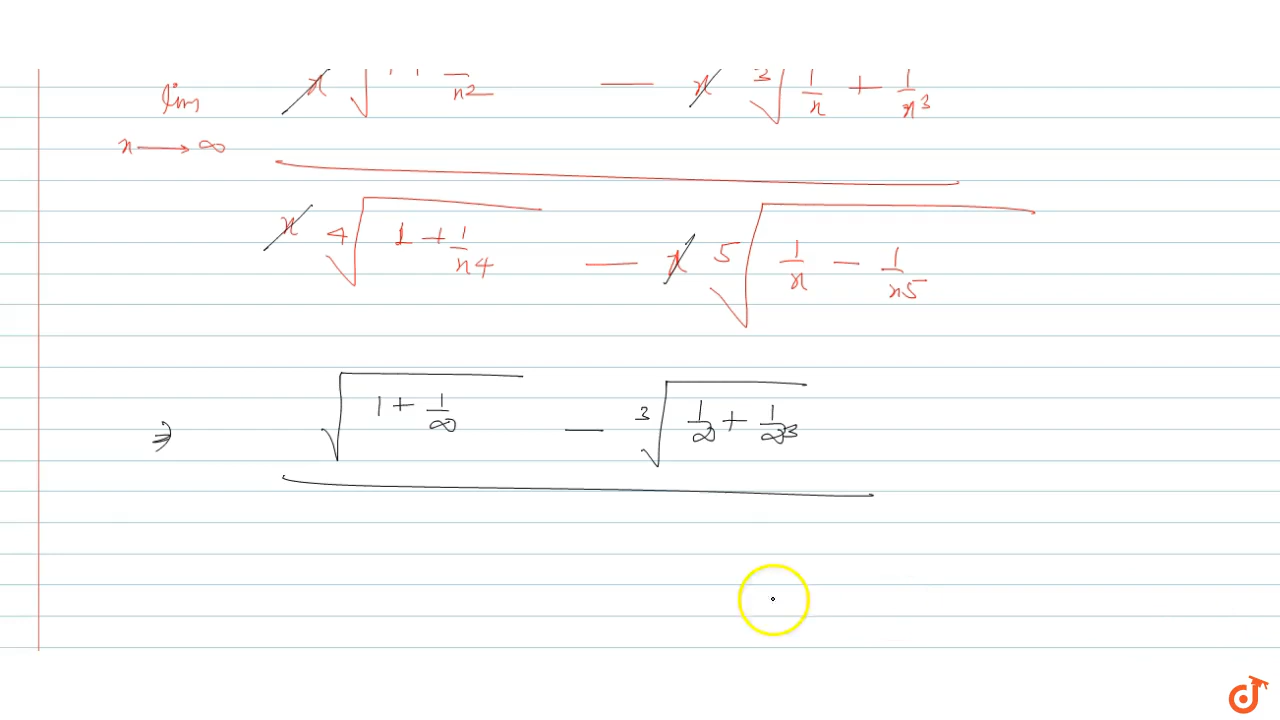 lim x √ 1 + 1/x2 — x 3√ 1/x + 1/x3
x → ∞
x 4√ 1 + 1/x4 — x 5√ 1/x — 1/x5
⇒ √ 1 + 1/∞ — 3√ 1/∞ + 1/∞3